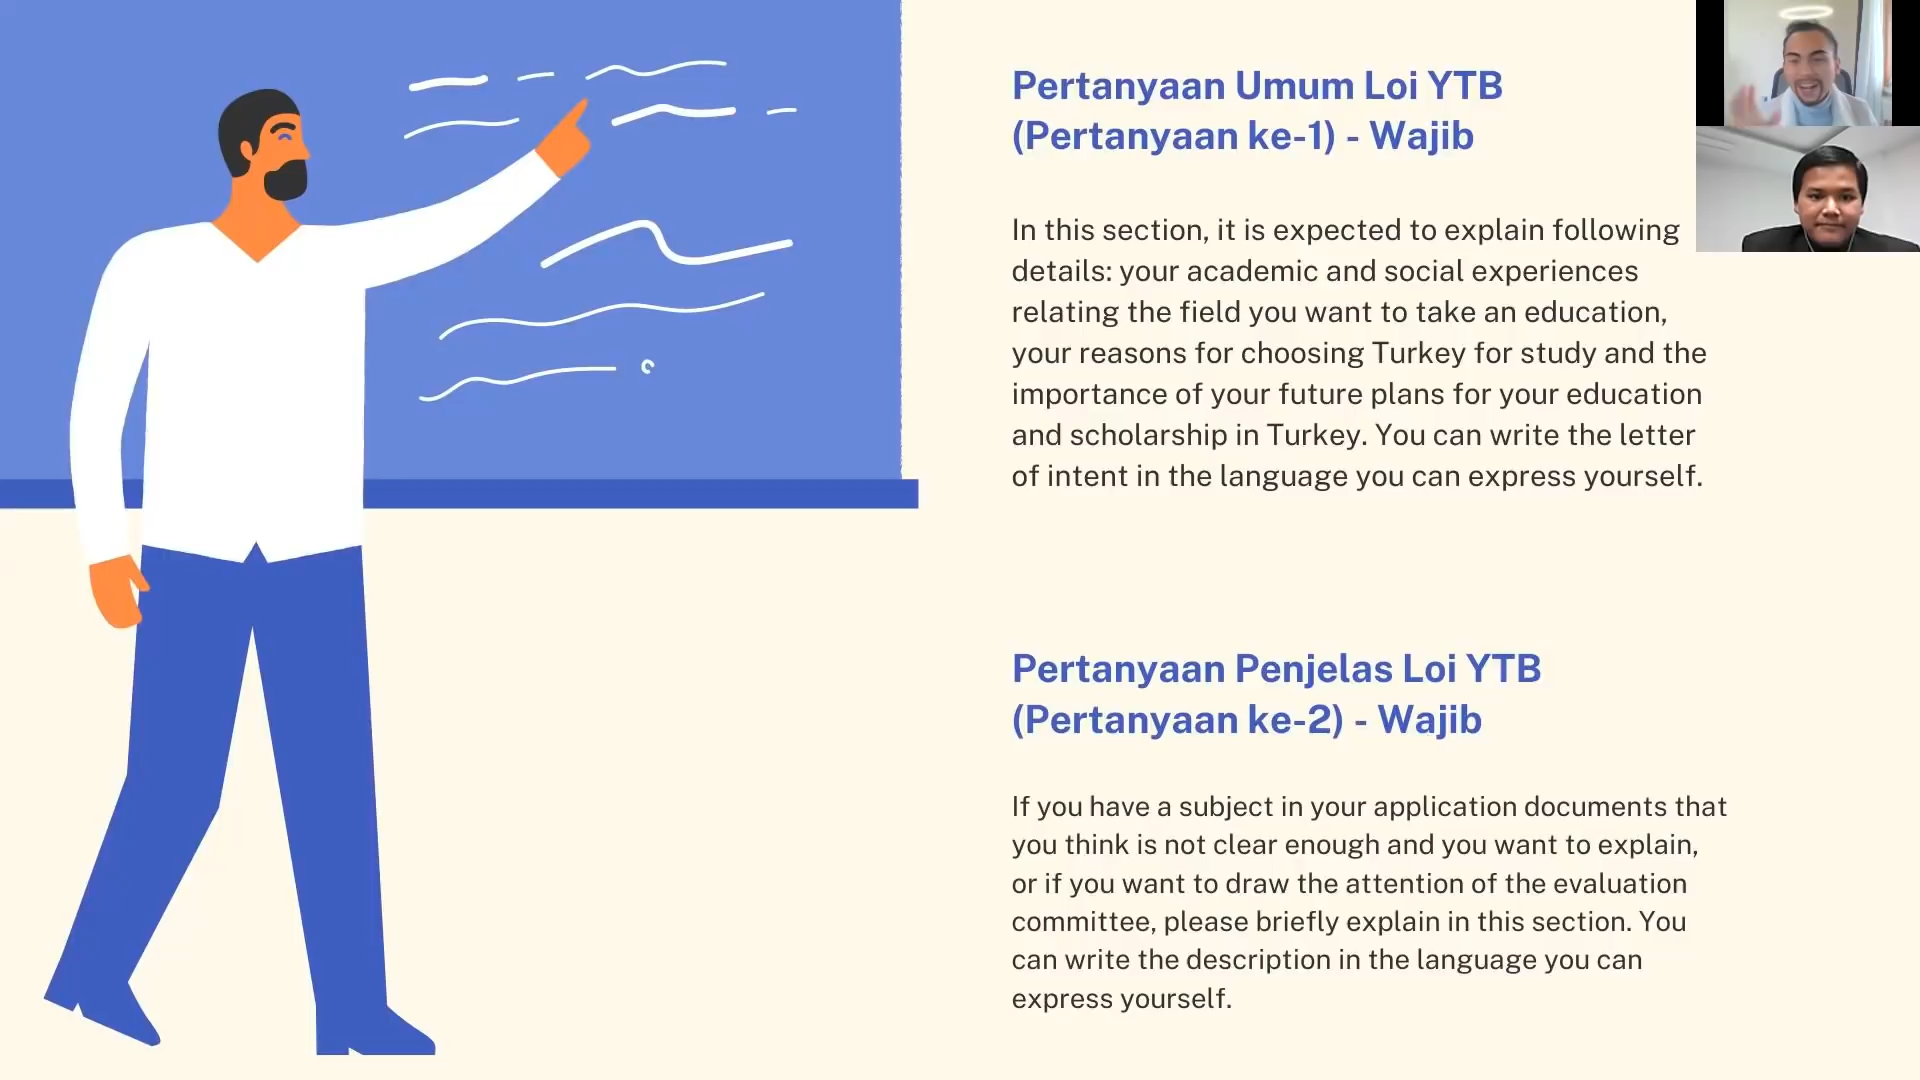 Pertanyaan Umum Loi YTB
(Pertanyaan ke-1) - Wajib
In this section, it is expected to explain following
details: your academic and social experiences
relating the field you want to take an education,
your reasons for choosing Turkey for study and the
importance of your future plans for your education
and scholarship in Turkey. You can write the letter
of intent in the language you can express yourself.
Pertanyaan Penjelas Loi YTB
(Pertanyaan ke-2) - Wajib
If you have a subject in your application documents that
you think is not clear enough and you want to explain,
or if you want to draw the attention of the evaluation
committee, please briefly explain in this section. You
can write the description in the language you can
express yourself.